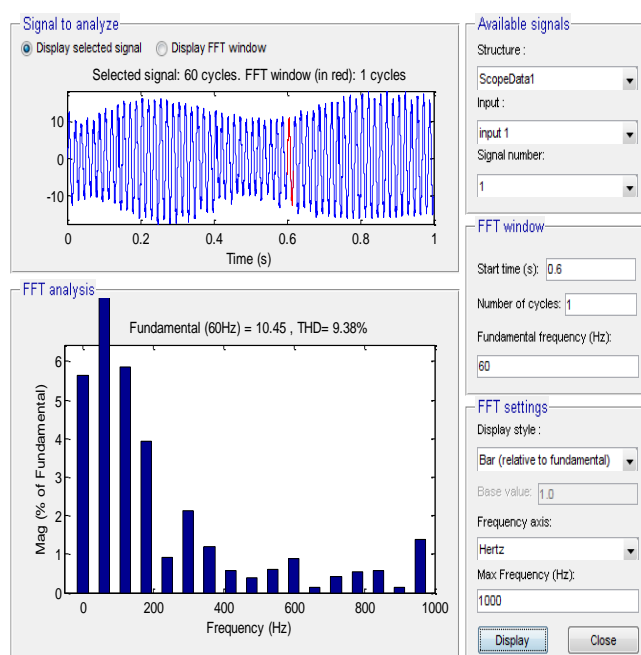 Signal to analyze
Display selected signal Display FFT window
Selected signal: 60 cycles. FFT window (in red): 1 cycles
10
0
-10
0 0.2 0.4 0.6 0.8 1
Time (s)
FFT analysis
Fundamental (60Hz) = 10.45 , THD= 9.38%
6
5
4
3
2
1
0
Mag (% of Fundamental)
0 200 400 600 800 1000
Frequency (Hz)
Available signals
Structure :
ScopeData1
Input :
input 1
Signal number:
1
FFT window
Start time (s): 0.6
Number of cycles: 1
Fundamental frequency (Hz):
60
FFT settings
Display style :
Bar (relative to fundamental)
Base value: 1.0
Frequency axis:
Hertz
Max Frequency (Hz):
1000
Display Close